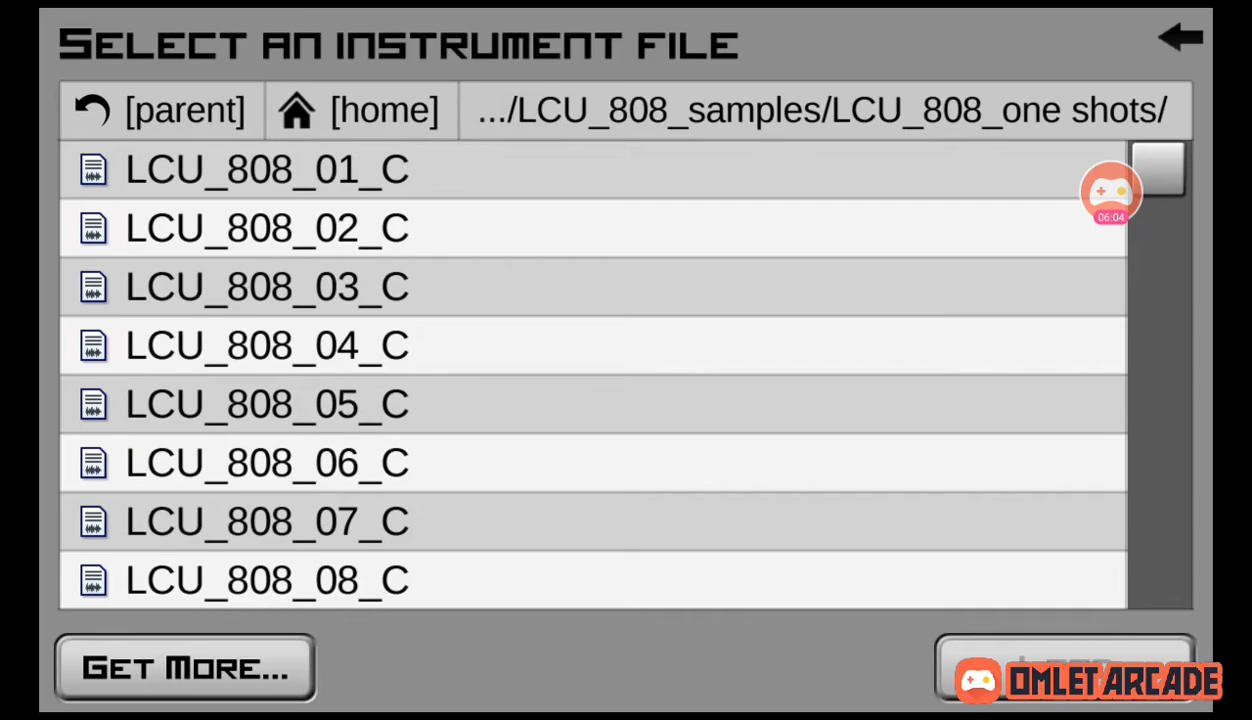 SELECT AN INSTRUMENT FILE
[parent] [home] .../LCU_808_samples/LCU_808_one shots/
LCU_808_01_C
06:04
LCU_808_02_C
LCU_808_03_C
LCU_808_04_C
LCU_808_05_C
LCU_808_06_C
LCU_808_07_C
LCU_808_08_C
GET MORE...
OMLET ARCADE